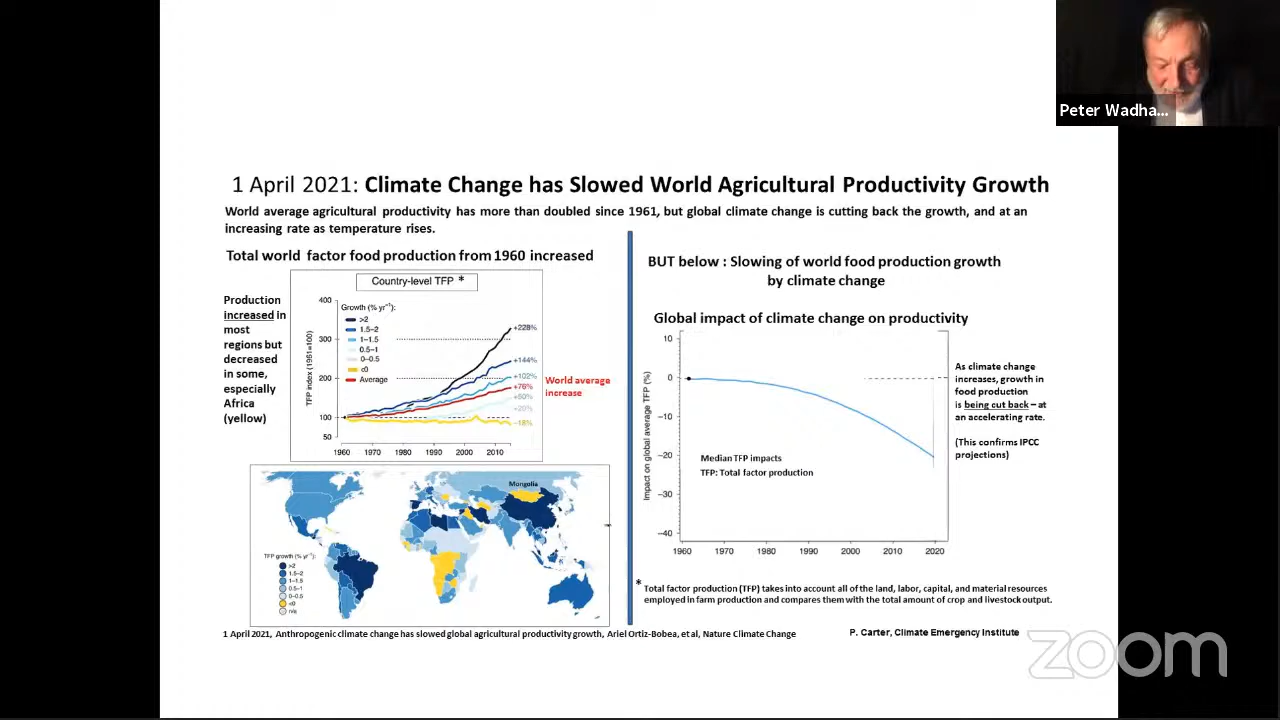 Peter Wadha...
1 April 2021: Climate Change has Slowed World Agricultural Productivity Growth
World average agricultural productivity has more than doubled since 1961, but global climate change is cutting back the growth, and at an
increasing rate as temperature rises.
Total world factor food production from 1960 increased
Production
increased in
most
regions but
decreased
in some,
especially
Africa
(yellow)
Country-level TFP *
TFP index (1961=100)
400
300
200
100
50
Growth (% yr⁻¹):
>2
1.5–2
1–1.5
0.5–1
0–0.5
<0
Average
+228%
+144%
+102%
+76%
+50%
+20%
−18%
1960 1970 1980 1990 2000 2010
World average
increase
Mongolia
TFP growth (% yr⁻¹):
>2
1.5–2
1–1.5
0.5–1
0–0.5
<0
n/a
BUT below : Slowing of world food production growth
by climate change
Global impact of climate change on productivity
Impact on global average TFP (%)
10
0
−10
−20
−30
−40
Median TFP impacts
TFP: Total factor production
1960 1970 1980 1990 2000 2010 2020
As climate change
increases, growth in
food production
is being cut back – at
an accelerating rate.
(This confirms IPCC
projections)
* Total factor production (TFP) takes into account all of the land, labor, capital, and material resources
employed in farm production and compares them with the total amount of crop and livestock output.
1 April 2021, Anthropogenic climate change has slowed global agricultural productivity growth, Ariel Ortiz-Bobea, et al, Nature Climate Change
P. Carter, Climate Emergency Institute
zoom